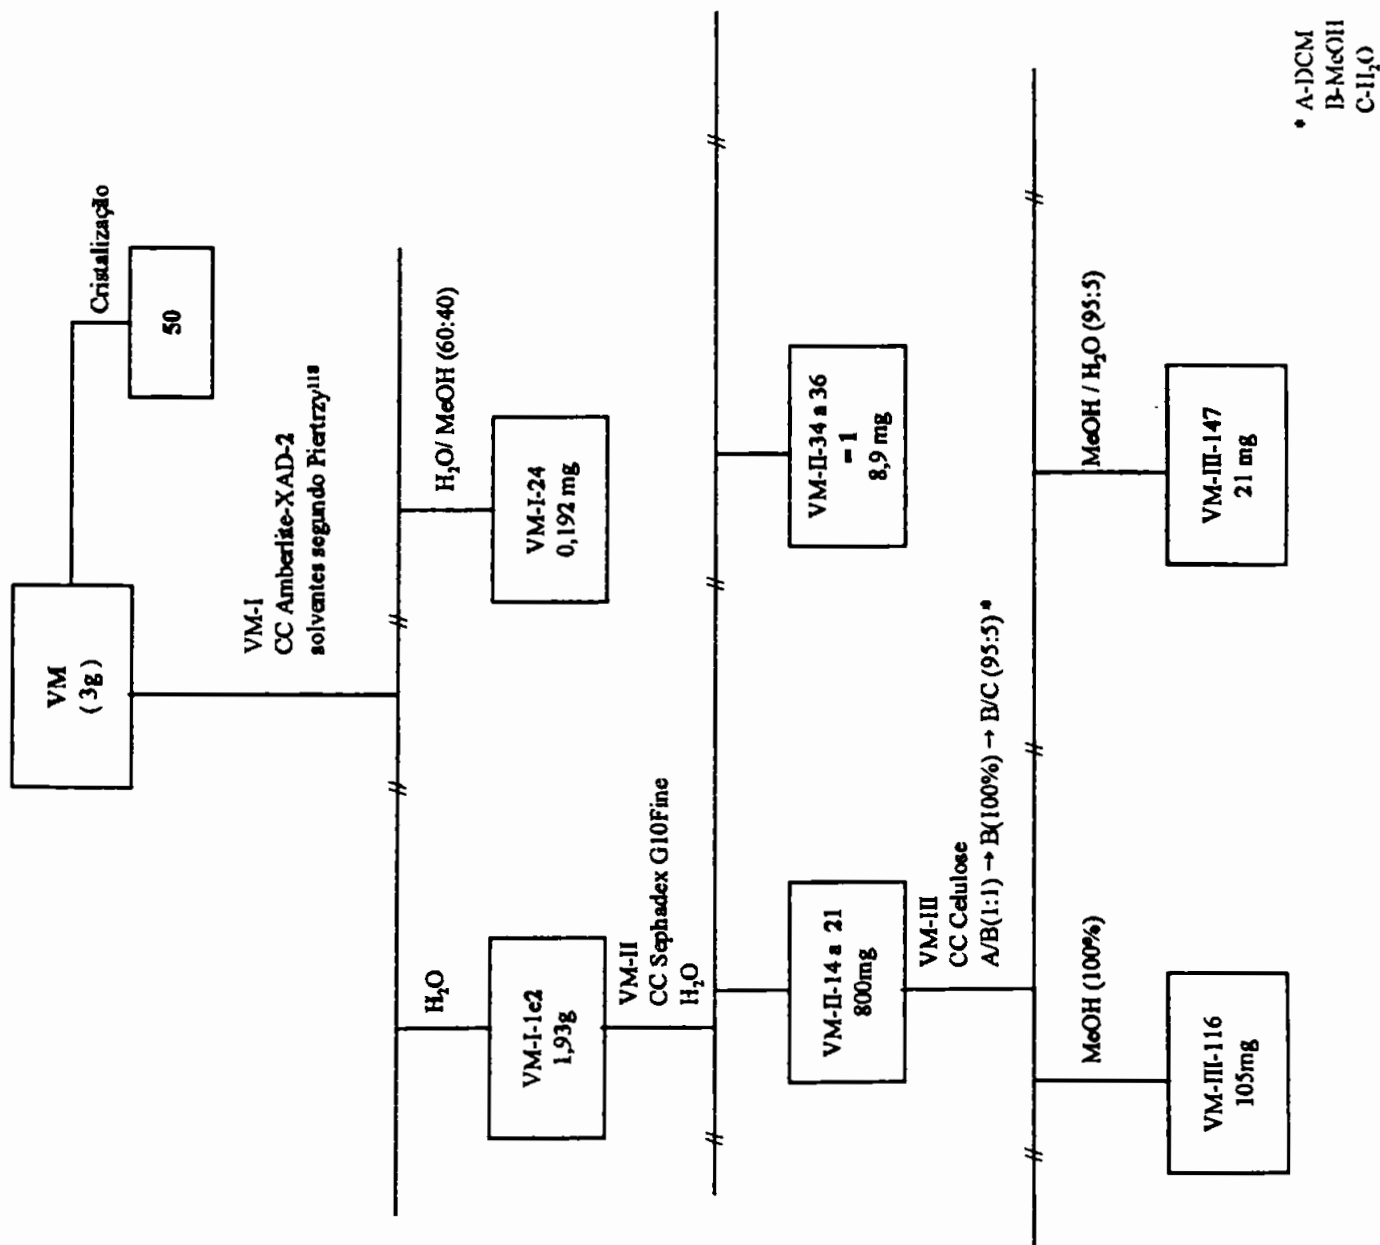 VM
( 3g )
Cristalização
50
VM-I
CC Amberlite-XAD-2
solventes segundo Piertrzy¹¹⁸
H₂O
H₂O/ MeOH (60:40)
VM-I-1e2
1,93g
VM-I-24
0,192 mg
VM-II
CC Sephadex G10Fine
H₂O
VM-II-14 a 21
800mg
VM-II-34 a 36
= 1
8,9 mg
VM-III
CC Celulose
A/B(1:1) → B(100%) → B/C (95:5) *
MeOH (100%)
MeOH / H₂O (95:5)
VM-III-116
105mg
VM-III-147
21 mg
* A-DCM
B-MeOH
C-H₂O